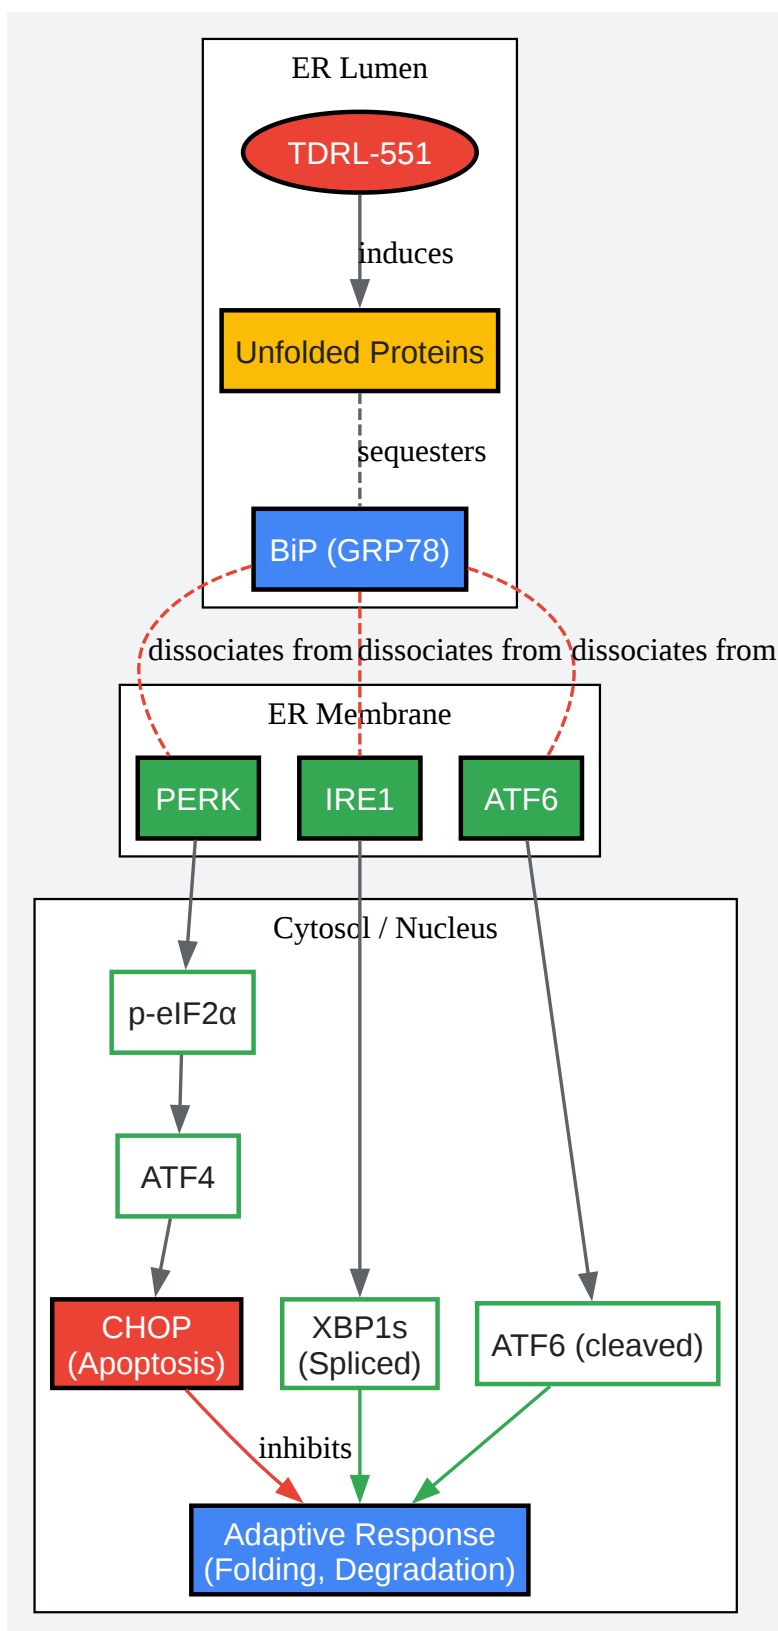 ER Lumen
TDRL-551
induces
Unfolded Proteins
sequesters
BiP (GRP78)
dissociates from
dissociates from
dissociates from
ER Membrane
PERK
IRE1
ATF6
Cytosol / Nucleus
p-eIF2α
ATF4
CHOP
(Apoptosis)
XBP1s
(Spliced)
ATF6 (cleaved)
inhibits
Adaptive Response
(Folding, Degradation)